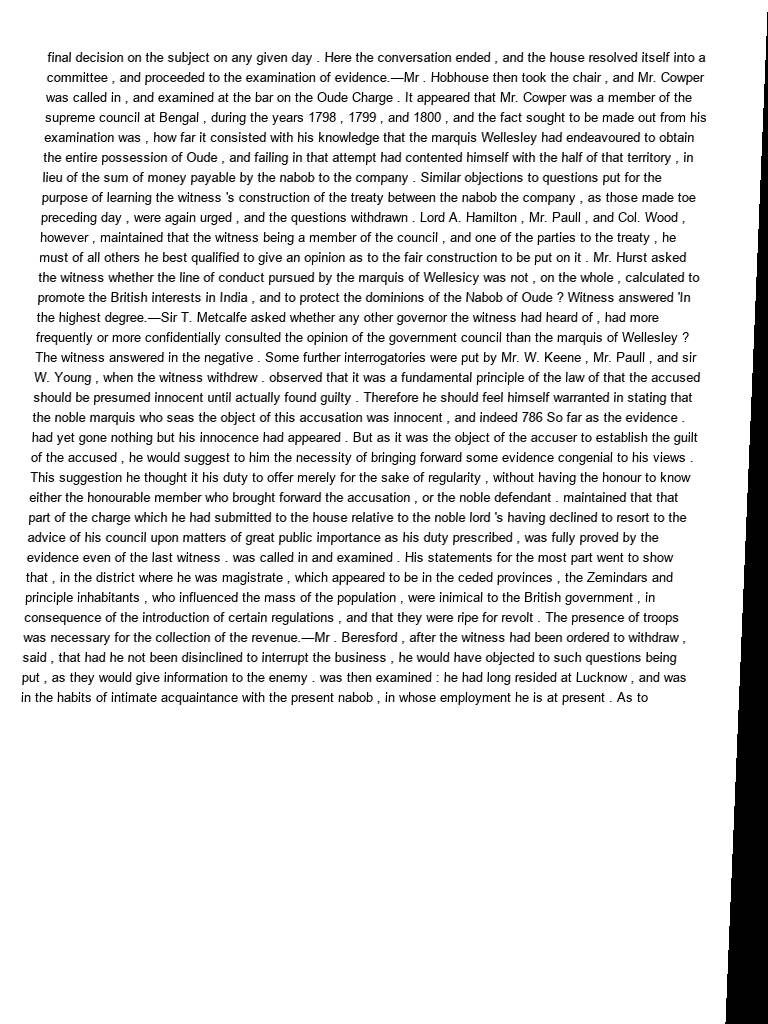 final decision on the subject on any given day . Here the conversation ended , and the house resolved itself into a
committee , and proceeded to the examination of evidence.—Mr . Hobhouse then took the chair , and Mr. Cowper
was called in , and examined at the bar on the Oude Charge . It appeared that Mr. Cowper was a member of the
supreme council at Bengal , during the years 1798 , 1799 , and 1800 , and the fact sought to be made out from his
examination was , how far it consisted with his knowledge that the marquis Wellesley had endeavoured to obtain
the entire possession of Oude , and failing in that attempt had contented himself with the half of that territory , in
lieu of the sum of money payable by the nabob to the company . Similar objections to questions put for the
purpose of learning the witness 's construction of the treaty between the nabob the company , as those made toe
preceding day , were again urged , and the questions withdrawn . Lord A. Hamilton , Mr. Paull , and Col. Wood ,
however , maintained that the witness being a member of the council , and one of the parties to the treaty , he
must of all others he best qualified to give an opinion as to the fair construction to be put on it . Mr. Hurst asked
the witness whether the line of conduct pursued by the marquis of Wellesicy was not , on the whole , calculated to
promote the British interests in India , and to protect the dominions of the Nabob of Oude ? Witness answered 'In
the highest degree.—Sir T. Metcalfe asked whether any other governor the witness had heard of , had more
frequently or more confidentially consulted the opinion of the government council than the marquis of Wellesley ?
The witness answered in the negative . Some further interrogatories were put by Mr. W. Keene , Mr. Paull , and sir
W. Young , when the witness withdrew . observed that it was a fundamental principle of the law of that the accused
should be presumed innocent until actually found guilty . Therefore he should feel himself warranted in stating that
the noble marquis who seas the object of this accusation was innocent , and indeed 786 So far as the evidence .
had yet gone nothing but his innocence had appeared . But as it was the object of the accuser to establish the guilt
of the accused , he would suggest to him the necessity of bringing forward some evidence congenial to his views .
This suggestion he thought it his duty to offer merely for the sake of regularity , without having the honour to know
either the honourable member who brought forward the accusation , or the noble defendant . maintained that that
part of the charge which he had submitted to the house relative to the noble lord 's having declined to resort to the
advice of his council upon matters of great public importance as his duty prescribed , was fully proved by the
evidence even of the last witness . was called in and examined . His statements for the most part went to show
that , in the district where he was magistrate , which appeared to be in the ceded provinces , the Zemindars and
principle inhabitants , who influenced the mass of the population , were inimical to the British government , in
consequence of the introduction of certain regulations , and that they were ripe for revolt . The presence of troops
was necessary for the collection of the revenue.—Mr . Beresford , after the witness had been ordered to withdraw ,
said , that had he not been disinclined to interrupt the business , he would have objected to such questions being
put , as they would give information to the enemy . was then examined : he had long resided at Lucknow , and was
in the habits of intimate acquaintance with the present nabob , in whose employment he is at present . As to